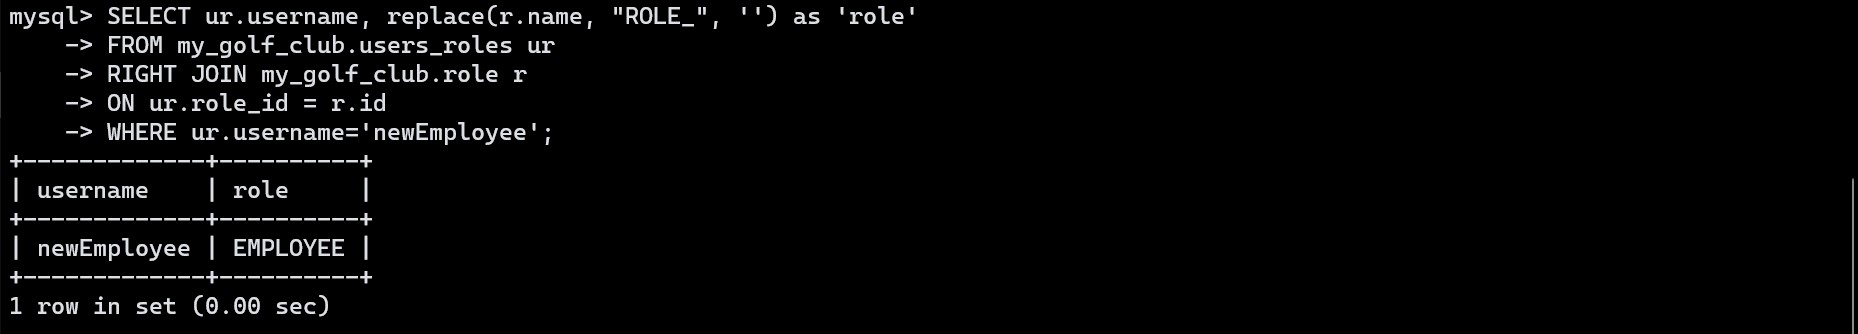 mysql> SELECT ur.username, replace(r.name, "ROLE_", '') as 'role'
    -> FROM my_golf_club.users_roles ur
    -> RIGHT JOIN my_golf_club.role r
    -> ON ur.role_id = r.id
    -> WHERE ur.username='newEmployee';
+-------------+----------+
| username    | role     |
+-------------+----------+
| newEmployee | EMPLOYEE |
+-------------+----------+
1 row in set (0.00 sec)